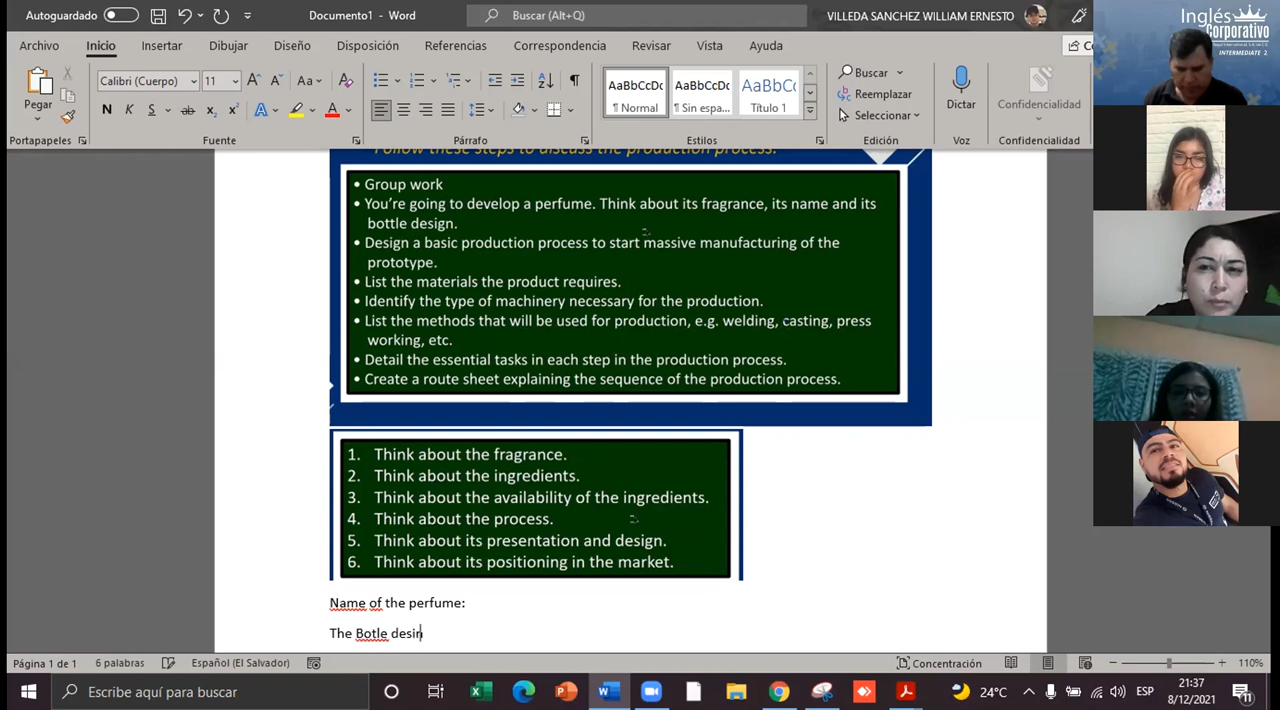 Autoguardado
Documento1 - Word
Buscar (Alt+Q)
VILLEDA SANCHEZ WILLIAM ERNESTO
Archivo Inicio Insertar Dibujar Diseño Disposición Referencias Correspondencia Revisar Vista Ayuda
Calibri (Cuerpo) 11
Pegar
N K S ab x₂ x²
AaBbCcDc AaBbCcDc AaBbCc
¶ Normal ¶ Sin espa... Título 1
Buscar
Reemplazar
Seleccionar
Dictar
Confidencialidad
Portapapeles Fuente Párrafo Estilos Edición Voz Confidencialidad
Follow these steps to discuss the production process.
• Group work
• You're going to develop a perfume. Think about its fragrance, its name and its
bottle design.
• Design a basic production process to start massive manufacturing of the
prototype.
• List the materials the product requires.
• Identify the type of machinery necessary for the production.
• List the methods that will be used for production, e.g. welding, casting, press
working, etc.
• Detail the essential tasks in each step in the production process.
• Create a route sheet explaining the sequence of the production process.
1. Think about the fragrance.
2. Think about the ingredients.
3. Think about the availability of the ingredients.
4. Think about the process.
5. Think about its presentation and design.
6. Think about its positioning in the market.
Name of the perfume:
The Botle desin
Página 1 de 1 6 palabras Español (El Salvador) Concentración 110%
Escribe aquí para buscar
24°C ESP 21:37
8/12/2021
Inglés
Corporativo
INTERMEDIATE 2